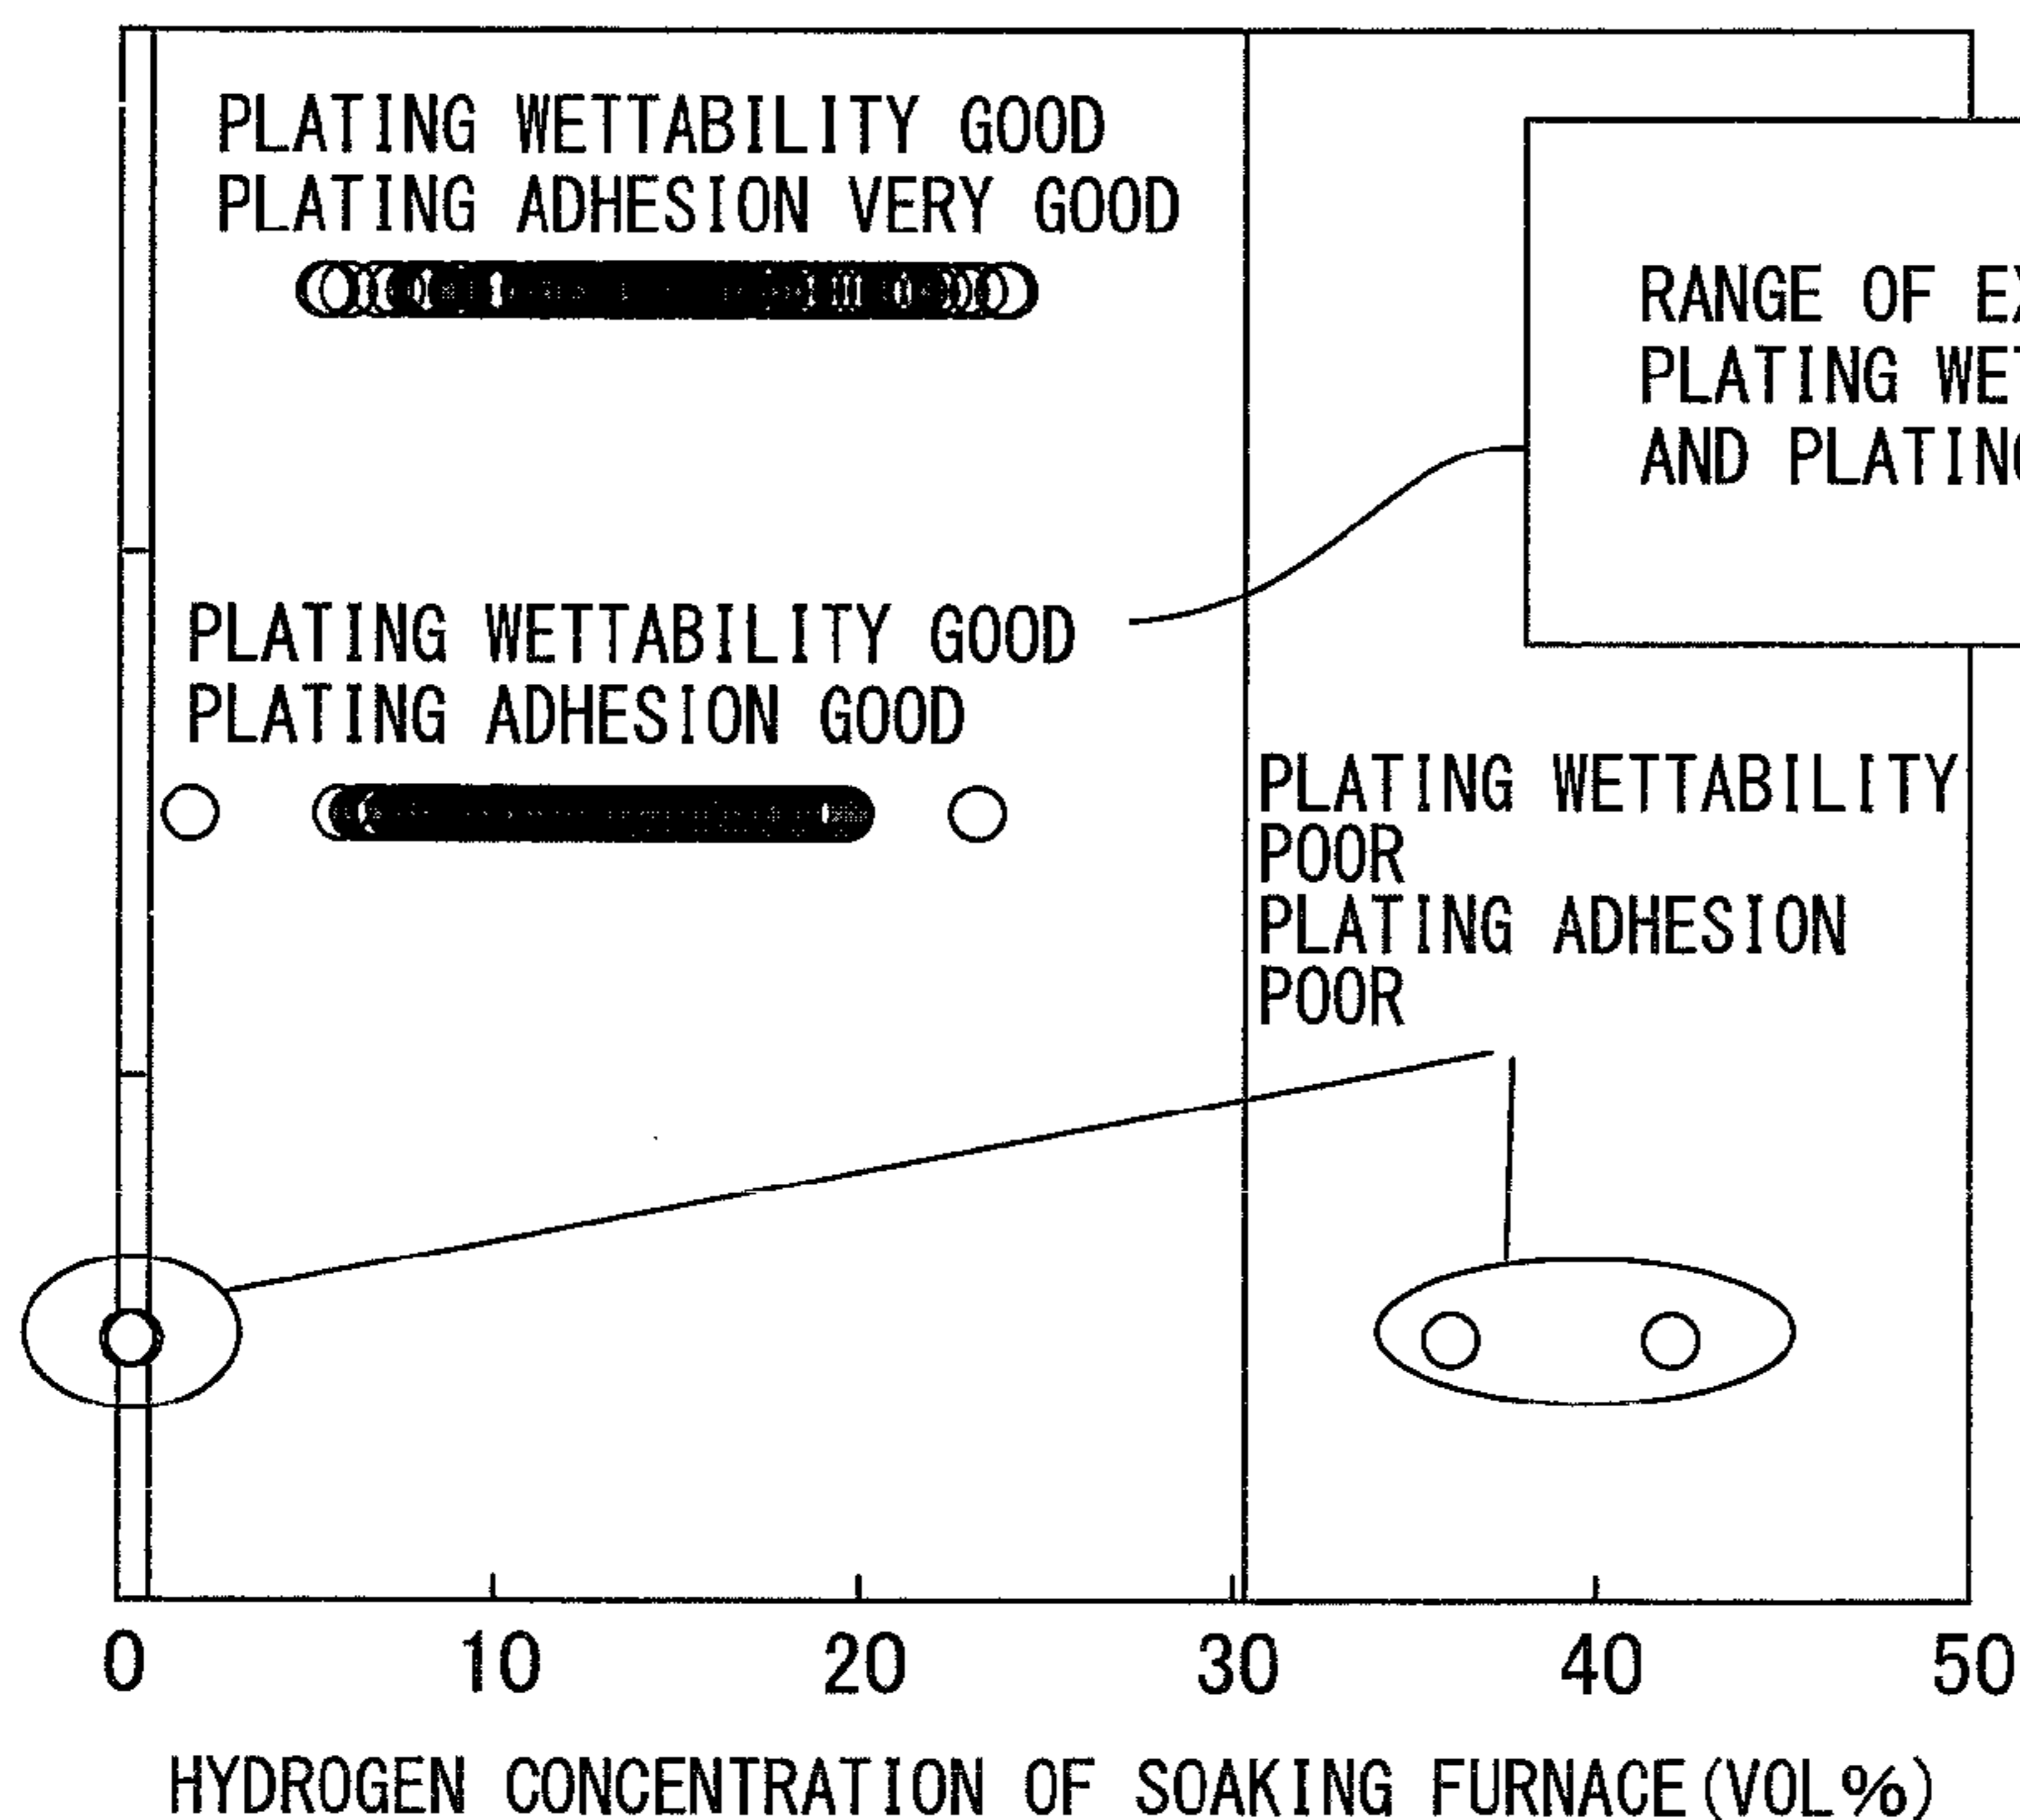 PLATING WETTABILITY GOOD
PLATING ADHESION VERY GOOD
RANGE OF
PLATING
AND
PLATING WETTABILITY GOOD
PLATING ADHESION GOOD
PLATING WETTABILITY
POOR
PLATING ADHESION
POOR
0 10 20 30 40 50
HYDROGEN CONCENTRATION OF SOAKING FURNACE(VOL%)